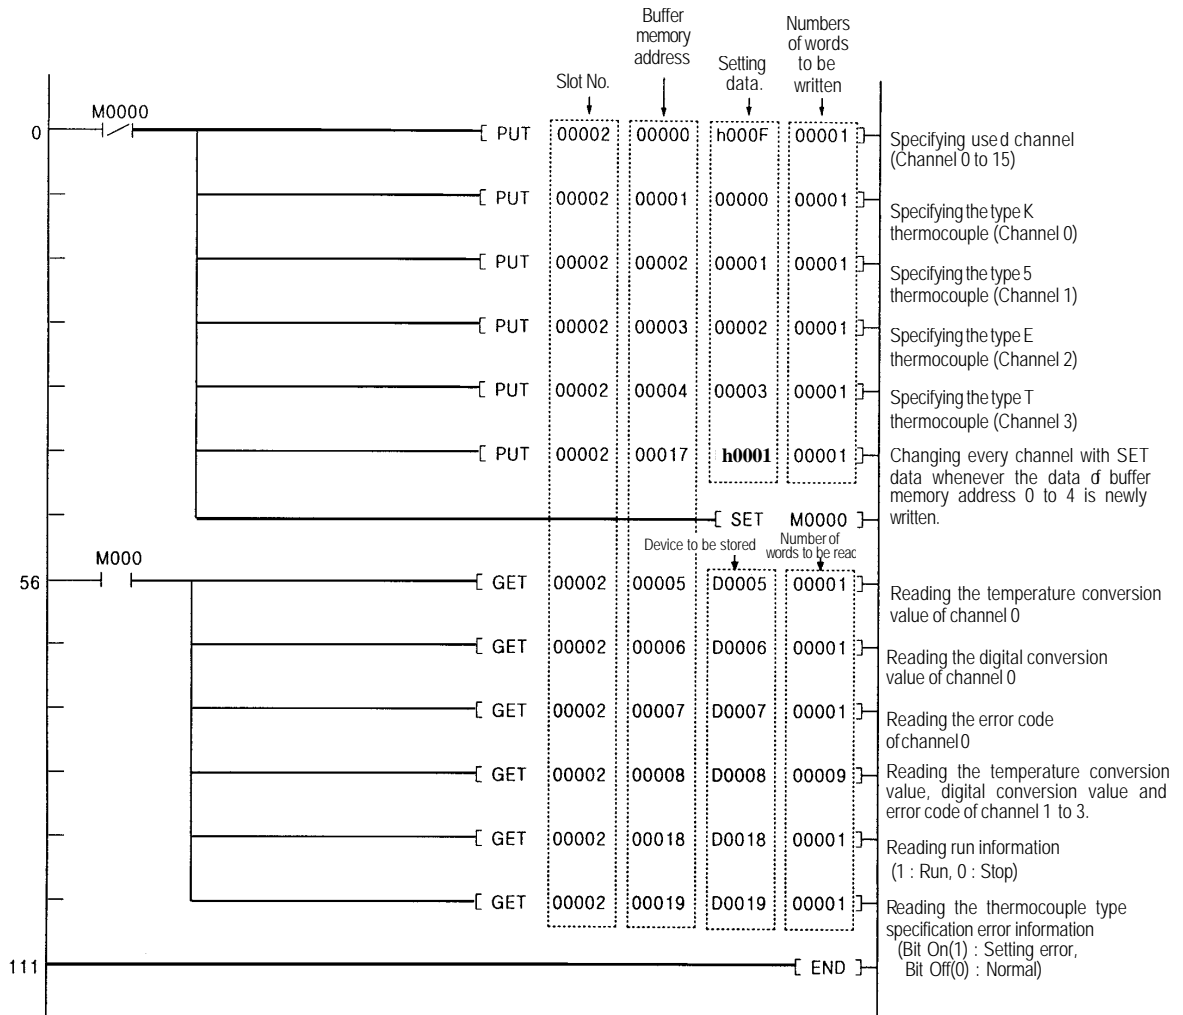 Buffer
memory
address
Numbers
of words
to be
written
Setting
data.
Slot No.
M0000
0
PUT 00002 00000 h000F 00001
Specifying used channel
(Channel 0 to 15)
PUT 00002 00001 00000 00001
Specifying the type K
thermocouple (Channel 0)
PUT 00002 00002 00001 00001
Specifying the type 5
thermocouple (Channel 1)
PUT 00002 00003 00002 00001
Specifying the type E
thermocouple (Channel 2)
PUT 00002 00004 00003 00001
Specifying the type T
thermocouple (Channel 3)
PUT 00002 00017 h0001 00001
Changing every channel with SET
data whenever the data of buffer
memory address 0 to 4 is newly
written.
SET M0000
Device to be stored
Number of
words to be read
M000
56
GET 00002 00005 D0005 00001
Reading the temperature conversion
value of channel 0
GET 00002 00006 D0006 00001
Reading the digital conversion
value of channel 0
GET 00002 00007 D0007 00001
Reading the error code
of channel 0
GET 00002 00008 D0008 00009
Reading the temperature conversion
value, digital conversion value and
error code of channel 1 to 3.
GET 00002 00018 D0018 00001
Reading run information
(1 : Run, 0 : Stop)
GET 00002 00019 D0019 00001
Reading the thermocouple type
specification error information
(Bit On(1) : Setting error,
Bit Off(0) : Normal)
111
END